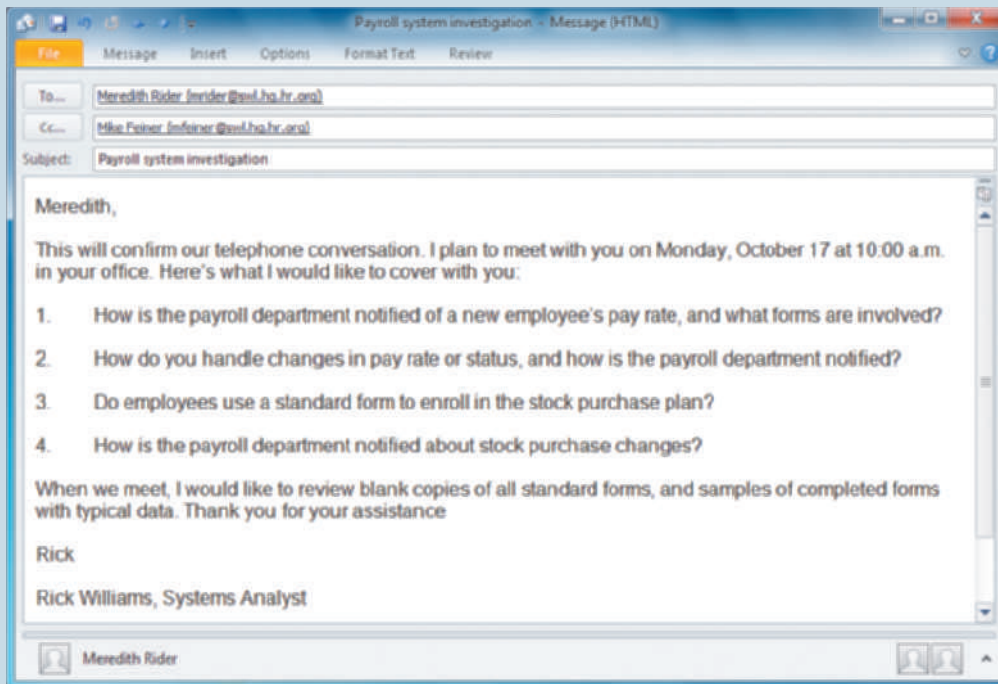 Payroll system investigation - Message (HTML)
File Message Insert Options Format Text Review
To... Meredith Rider (mrider@swl.hq.hr.org)
Cc... Mike Feiner (mfeiner@swl.hq.hr.org)
Subject: Payroll system investigation
Meredith,
This will confirm our telephone conversation. I plan to meet with you on Monday, October 17 at 10:00 a.m.
in your office. Here's what I would like to cover with you:
1. How is the payroll department notified of a new employee's pay rate, and what forms are involved?
2. How do you handle changes in pay rate or status, and how is the payroll department notified?
3. Do employees use a standard form to enroll in the stock purchase plan?
4. How is the payroll department notified about stock purchase changes?
When we meet, I would like to review blank copies of all standard forms, and samples of completed forms
with typical data. Thank you for your assistance
Rick
Rick Williams, Systems Analyst
Meredith Rider